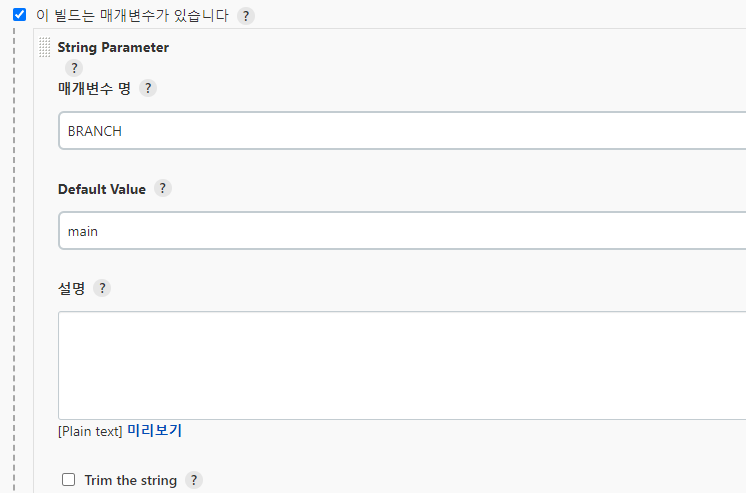 이 빌드는 매개변수가 있습니다 ?
String Parameter
?
매개변수 명 ?
BRANCH
Default Value ?
main
설명 ?
[Plain text] 미리보기
Trim the string ?